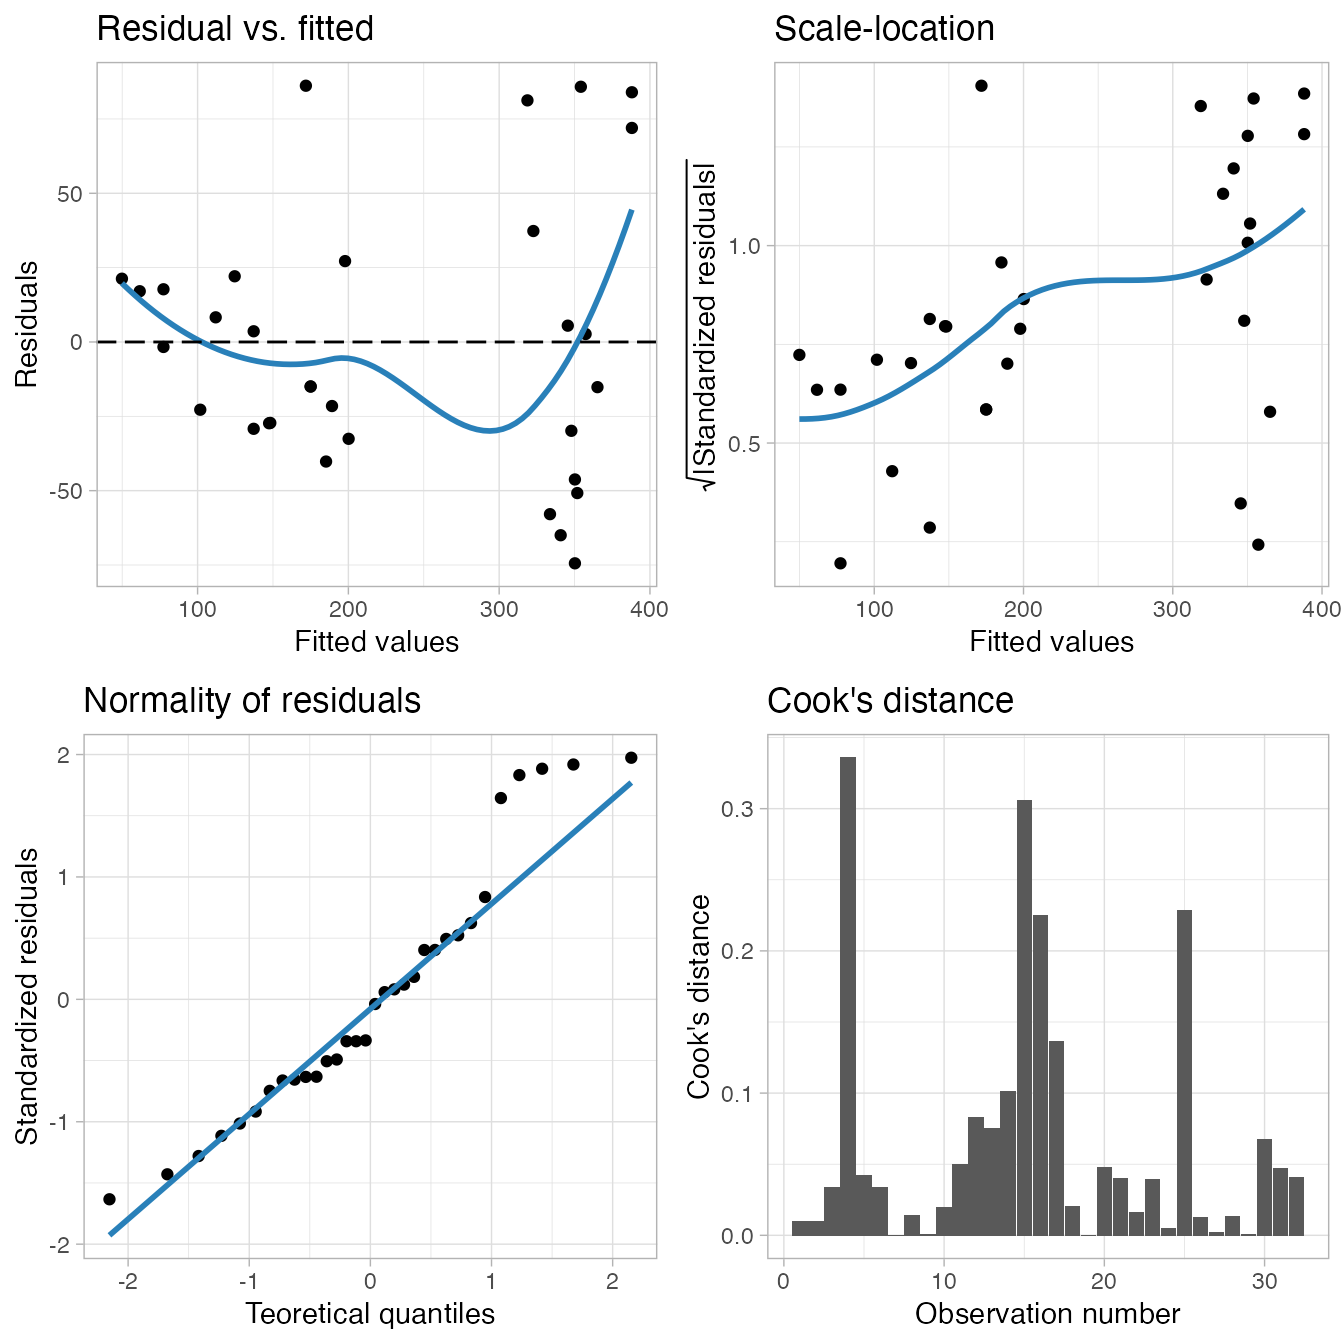 Residual vs. fitted
50
0
-50
100 200 300 400
Fitted values
Residuals
Scale-location
1.0
0.5
100 200 300 400
Fitted values
√|Standardized residuals|
Normality of residuals
2
1
0
-1
-2
-2 -1 0 1 2
Teoretical quantiles
Standardized residuals
Cook's distance
0.3
0.2
0.1
0.0
0 10 20 30
Observation number
Cook's distance